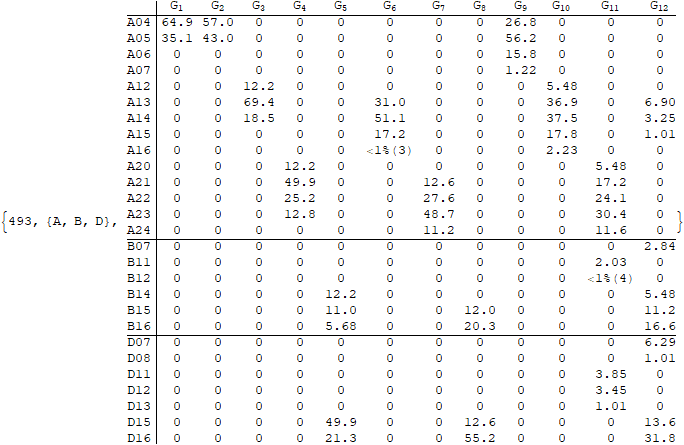 G1 G2 G3 G4 G5 G6 G7 G8 G9 G10 G11 G12
A04 64.9 57.0 0 0 0 0 0 0 26.8 0 0 0
A05 35.1 43.0 0 0 0 0 0 0 56.2 0 0 0
A06 0 0 0 0 0 0 0 0 15.8 0 0 0
A07 0 0 0 0 0 0 0 0 1.22 0 0 0
A12 0 0 12.2 0 0 0 0 0 0 5.48 0 0
A13 0 0 69.4 0 0 31.0 0 0 0 36.9 0 6.90
A14 0 0 18.5 0 0 51.1 0 0 0 37.5 0 3.25
A15 0 0 0 0 0 17.2 0 0 0 17.8 0 1.01
A16 0 0 0 0 0 <1%(3) 0 0 0 2.23 0 0
A20 0 0 0 12.2 0 0 0 0 0 0 5.48 0
A21 0 0 0 49.9 0 0 12.6 0 0 0 17.2 0
A22 0 0 0 25.2 0 0 27.6 0 0 0 24.1 0
{493, {A, B, D}, A23 0 0 0 12.8 0 0 48.7 0 0 0 30.4 0 }
A24 0 0 0 0 0 0 11.2 0 0 0 11.6 0
B07 0 0 0 0 0 0 0 0 0 0 0 2.84
B11 0 0 0 0 0 0 0 0 0 0 2.03 0
B12 0 0 0 0 0 0 0 0 0 0 <1%(4) 0
B14 0 0 0 0 12.2 0 0 0 0 0 0 5.48
B15 0 0 0 0 11.0 0 0 12.0 0 0 0 11.2
B16 0 0 0 0 5.68 0 0 20.3 0 0 0 16.6
D07 0 0 0 0 0 0 0 0 0 0 0 6.29
D08 0 0 0 0 0 0 0 0 0 0 0 1.01
D11 0 0 0 0 0 0 0 0 0 0 3.85 0
D12 0 0 0 0 0 0 0 0 0 0 3.45 0
D13 0 0 0 0 0 0 0 0 0 0 1.01 0
D15 0 0 0 0 49.9 0 0 12.6 0 0 0 13.6
D16 0 0 0 0 21.3 0 0 55.2 0 0 0 31.8